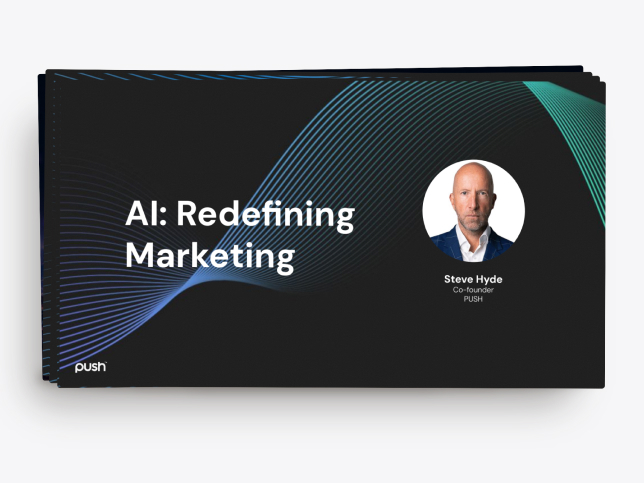 AI: Redefining
Marketing
Steve Hyde
Co-founder
PUSH
push